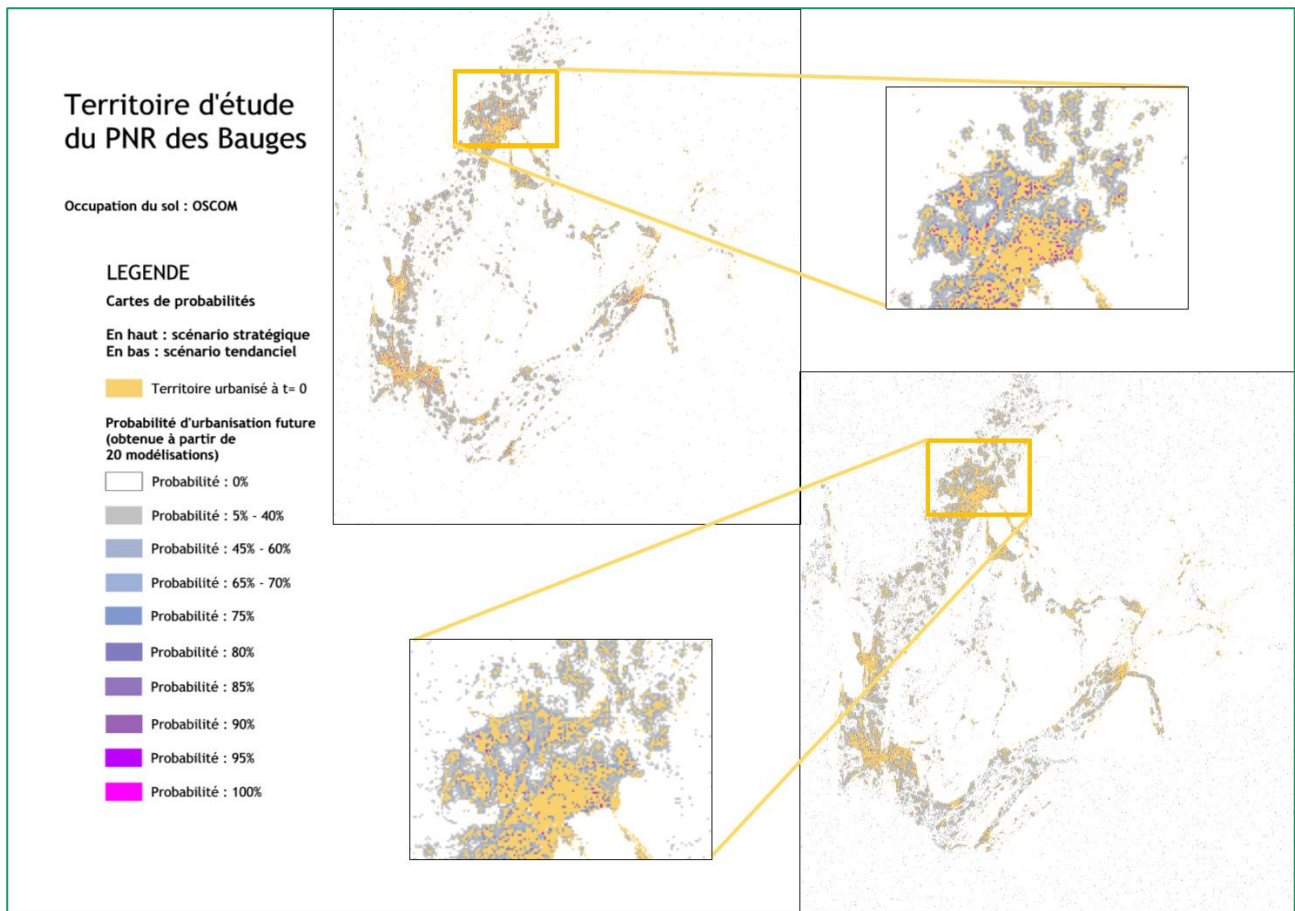 Territoire d'étude
du PNR des Bauges
Occupation du sol : OSCOM
LEGENDE
Cartes de probabilités
En haut : scénario stratégique
En bas : scénario tendanciel
Territoire urbanisé à t= 0
Probabilité d'urbanisation future
(obtenue à partir de
20 modélisations)
Probabilité : 0%
Probabilité : 5% - 40%
Probabilité : 45% - 60%
Probabilité : 65% - 70%
Probabilité : 75%
Probabilité : 80%
Probabilité : 85%
Probabilité : 90%
Probabilité : 95%
Probabilité : 100%